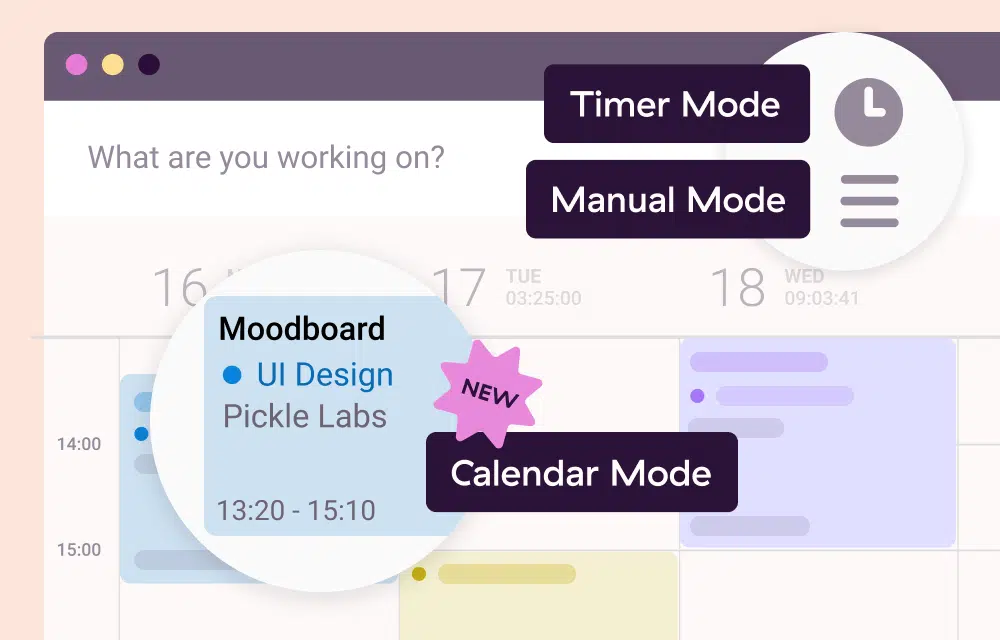 Timer Mode
What are you working on?
Manual Mode
16
17 TUE
03:25:00
18 WED
09:03:41
Moodboard
UI Design
Pickle Labs
13:20 - 15:10
NEW
Calendar Mode
14:00
15:00